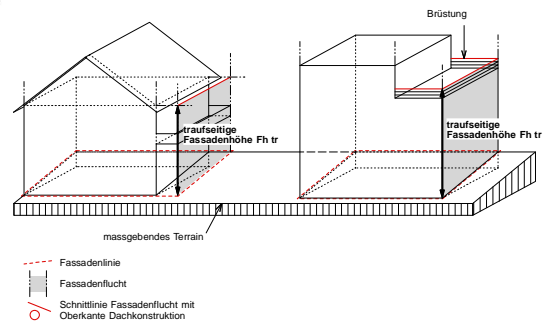 Brüstung
traufseitige
Fassadenhöhe Fh tr
traufseitige
Fassadenhöhe Fh tr
massgebendes Terrain
Fassadenlinie
Fassadenflucht
Schnittlinie Fassadenflucht mit
Oberkante Dachkonstruktion